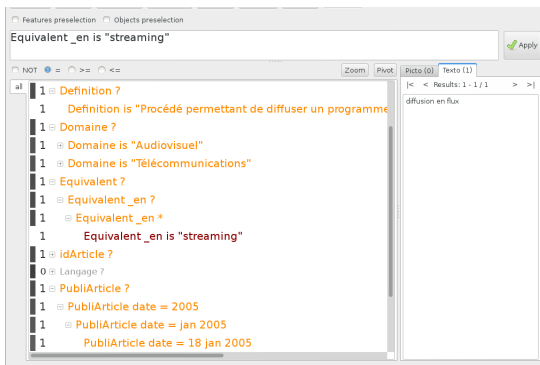 Features preselection Objects preselection
Equivalent _en is "streaming"
Apply
NOT = >= <= Zoom Pivot Picto (0) Texto (1)
all
|< < Results: 1 - 1 / 1 > >|
diffusion en flux
1 Definition ?
1 Definition is "Procédé permettant de diffuser un programme
1 Domaine ?
1 Domaine is "Audiovisuel"
1 Domaine is "Télécommunications"
1 Equivalent ?
1 Equivalent _en ?
1 Equivalent _en *
1 Equivalent _en is "streaming"
1 idArticle ?
0 Langage ?
1 PubliArticle ?
1 PubliArticle date = 2005
1 PubliArticle date = jan 2005
1 PubliArticle date = 18 jan 2005